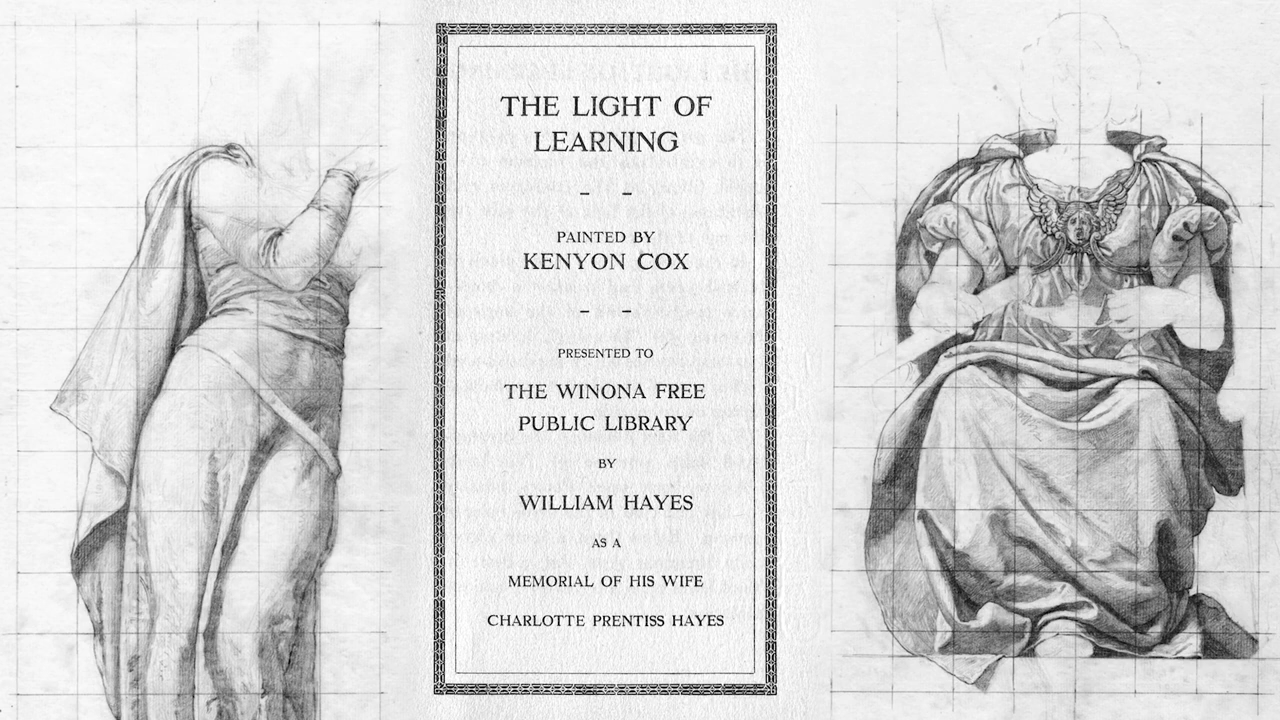 THE LIGHT OF
LEARNING
- -
PAINTED BY
KENYON COX
- -
PRESENTED TO
THE WINONA FREE
PUBLIC LIBRARY
BY
WILLIAM HAYES
AS A
MEMORIAL OF HIS WIFE
CHARLOTTE PRENTISS HAYES